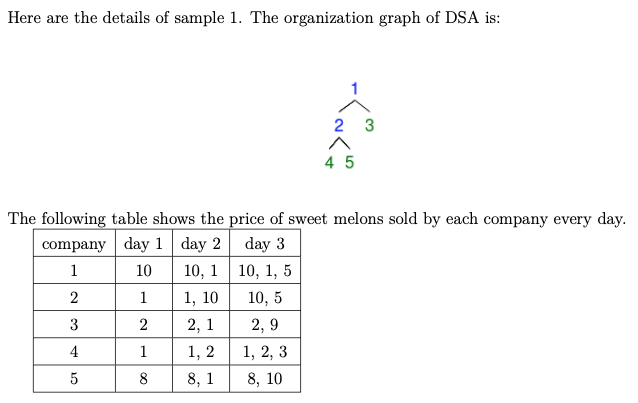 Here are the details of sample 1. The organization graph of DSA is:
1
2 3
4 5
The following table shows the price of sweet melons sold by each company every day.
company day 1 day 2 day 3
1 10 10, 1 10, 1, 5
2 1 1, 10 10, 5
3 2 2, 1 2, 9
4 1 1, 2 1, 2, 3
5 8 8, 1 8, 10